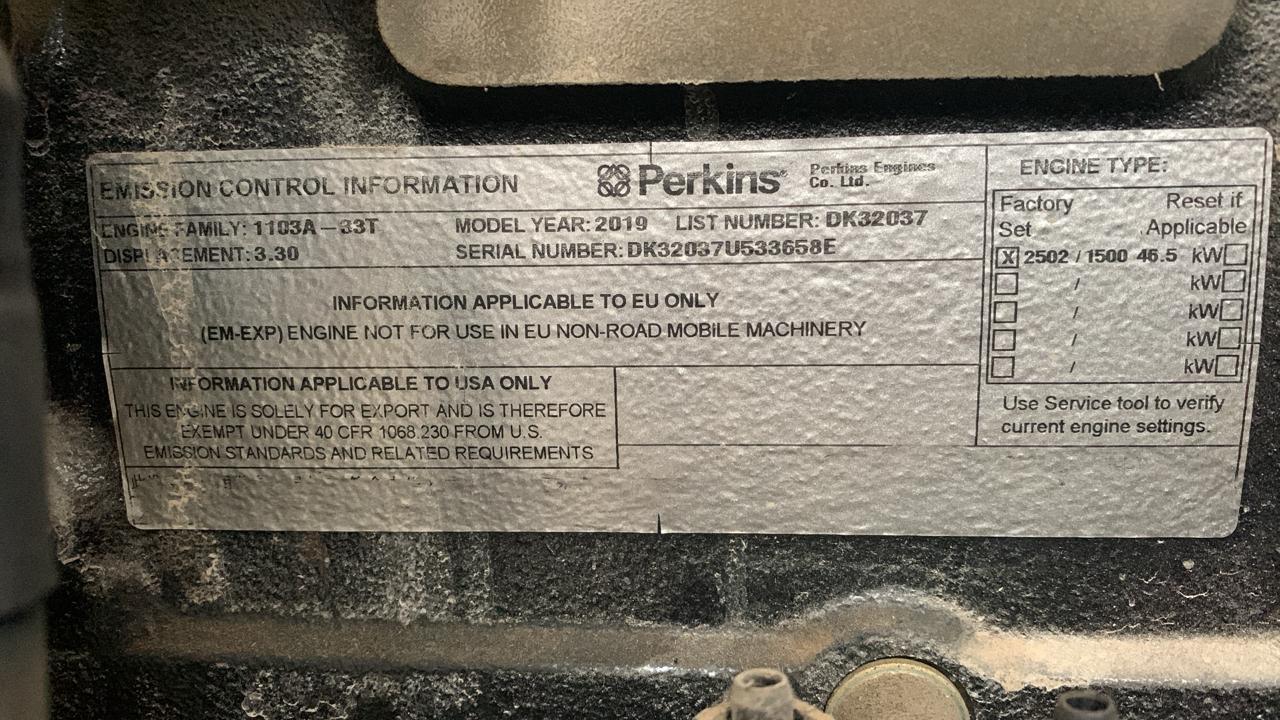 EMISSION CONTROL INFORMATION Perkins Perkins Engines Co. Ltd.
ENGINE FAMILY: 1103A-33T MODEL YEAR: 2019 LIST NUMBER: DK32037
DISPLACEMENT: 3.30 SERIAL NUMBER: DK32037U533658E
INFORMATION APPLICABLE TO EU ONLY
(EM-EXP) ENGINE NOT FOR USE IN EU NON-ROAD MOBILE MACHINERY
INFORMATION APPLICABLE TO USA ONLY
THIS ENGINE IS SOLELY FOR EXPORT AND IS THEREFORE
EXEMPT UNDER 40 CFR 1068.230 FROM U.S.
EMISSION STANDARDS AND RELATED REQUIREMENTS
ENGINE TYPE:
Factory Reset if
Set Applicable
X 2502 / 1500 46.5 kW
/ kW
/ kW
/ kW
/ kW
Use Service tool to verify
current engine settings.